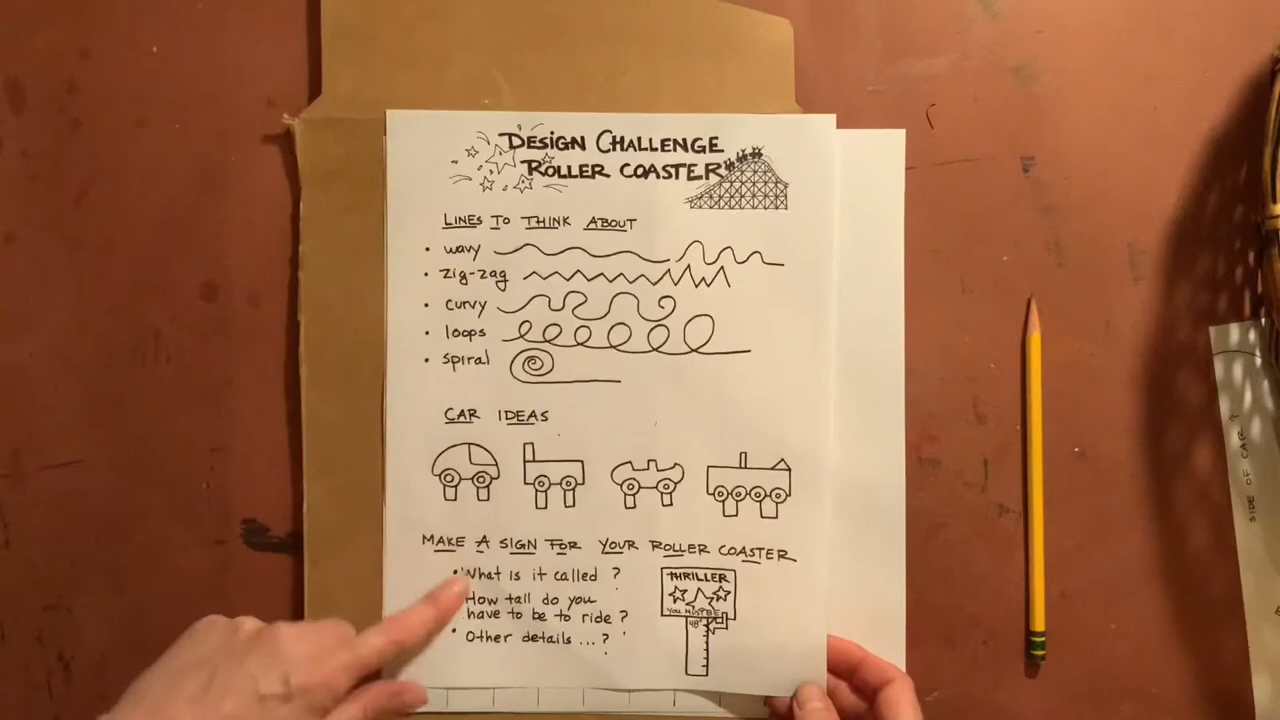 DESIGN CHALLENGE
ROLLER COASTER
LINES TO THINK ABOUT
• wavy
• zig-zag
• curvy
• loops
• spiral
CAR IDEAS
MAKE A SIGN FOR YOUR ROLLER COASTER
• What is it called ?
How tall do you
have to be to ride ?
• Other details ... ?
THRILLER
YOU MUST BE
48"
SIDE OF CAR ↑